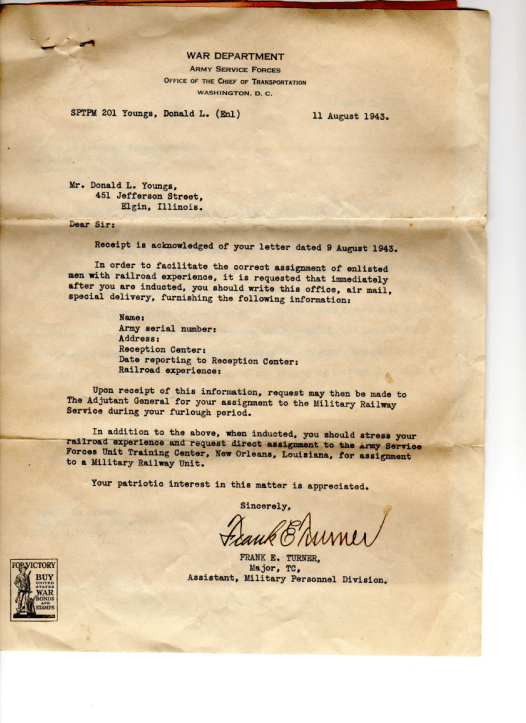 WAR DEPARTMENT
ARMY SERVICE FORCES
OFFICE OF THE CHIEF OF TRANSPORTATION
WASHINGTON, D. C.
SPTPM 201 Youngs, Donald L. (Enl) 11 August 1943.
Mr. Donald L. Youngs,
451 Jefferson Street,
Elgin, Illinois.
Dear Sir:
Receipt is acknowledged of your letter dated 9 August 1943.
In order to facilitate the correct assignment of enlisted
men with railroad experience, it is requested that immediately
after you are inducted, you should write this office, air mail,
special delivery, furnishing the following information:
Name:
Army serial number:
Address:
Reception Center:
Date reporting to Reception Center:
Railroad experience:
Upon receipt of this information, request may then be made to
The Adjutant General for your assignment to the Military Railway
Service during your furlough period.
In addition to the above, when inducted, you should stress your
railroad experience and request direct assignment to the Army Service
Forces Unit Training Center, New Orleans, Louisiana, for assignment
to a Military Railway Unit.
Your patriotic interest in this matter is appreciated.
Sincerely,
Frank E Turner
FRANK E. TURNER,
Major, TC,
Assistant, Military Personnel Division.
FOR VICTORY
BUY
UNITED
STATES
WAR
BONDS
AND
STAMPS